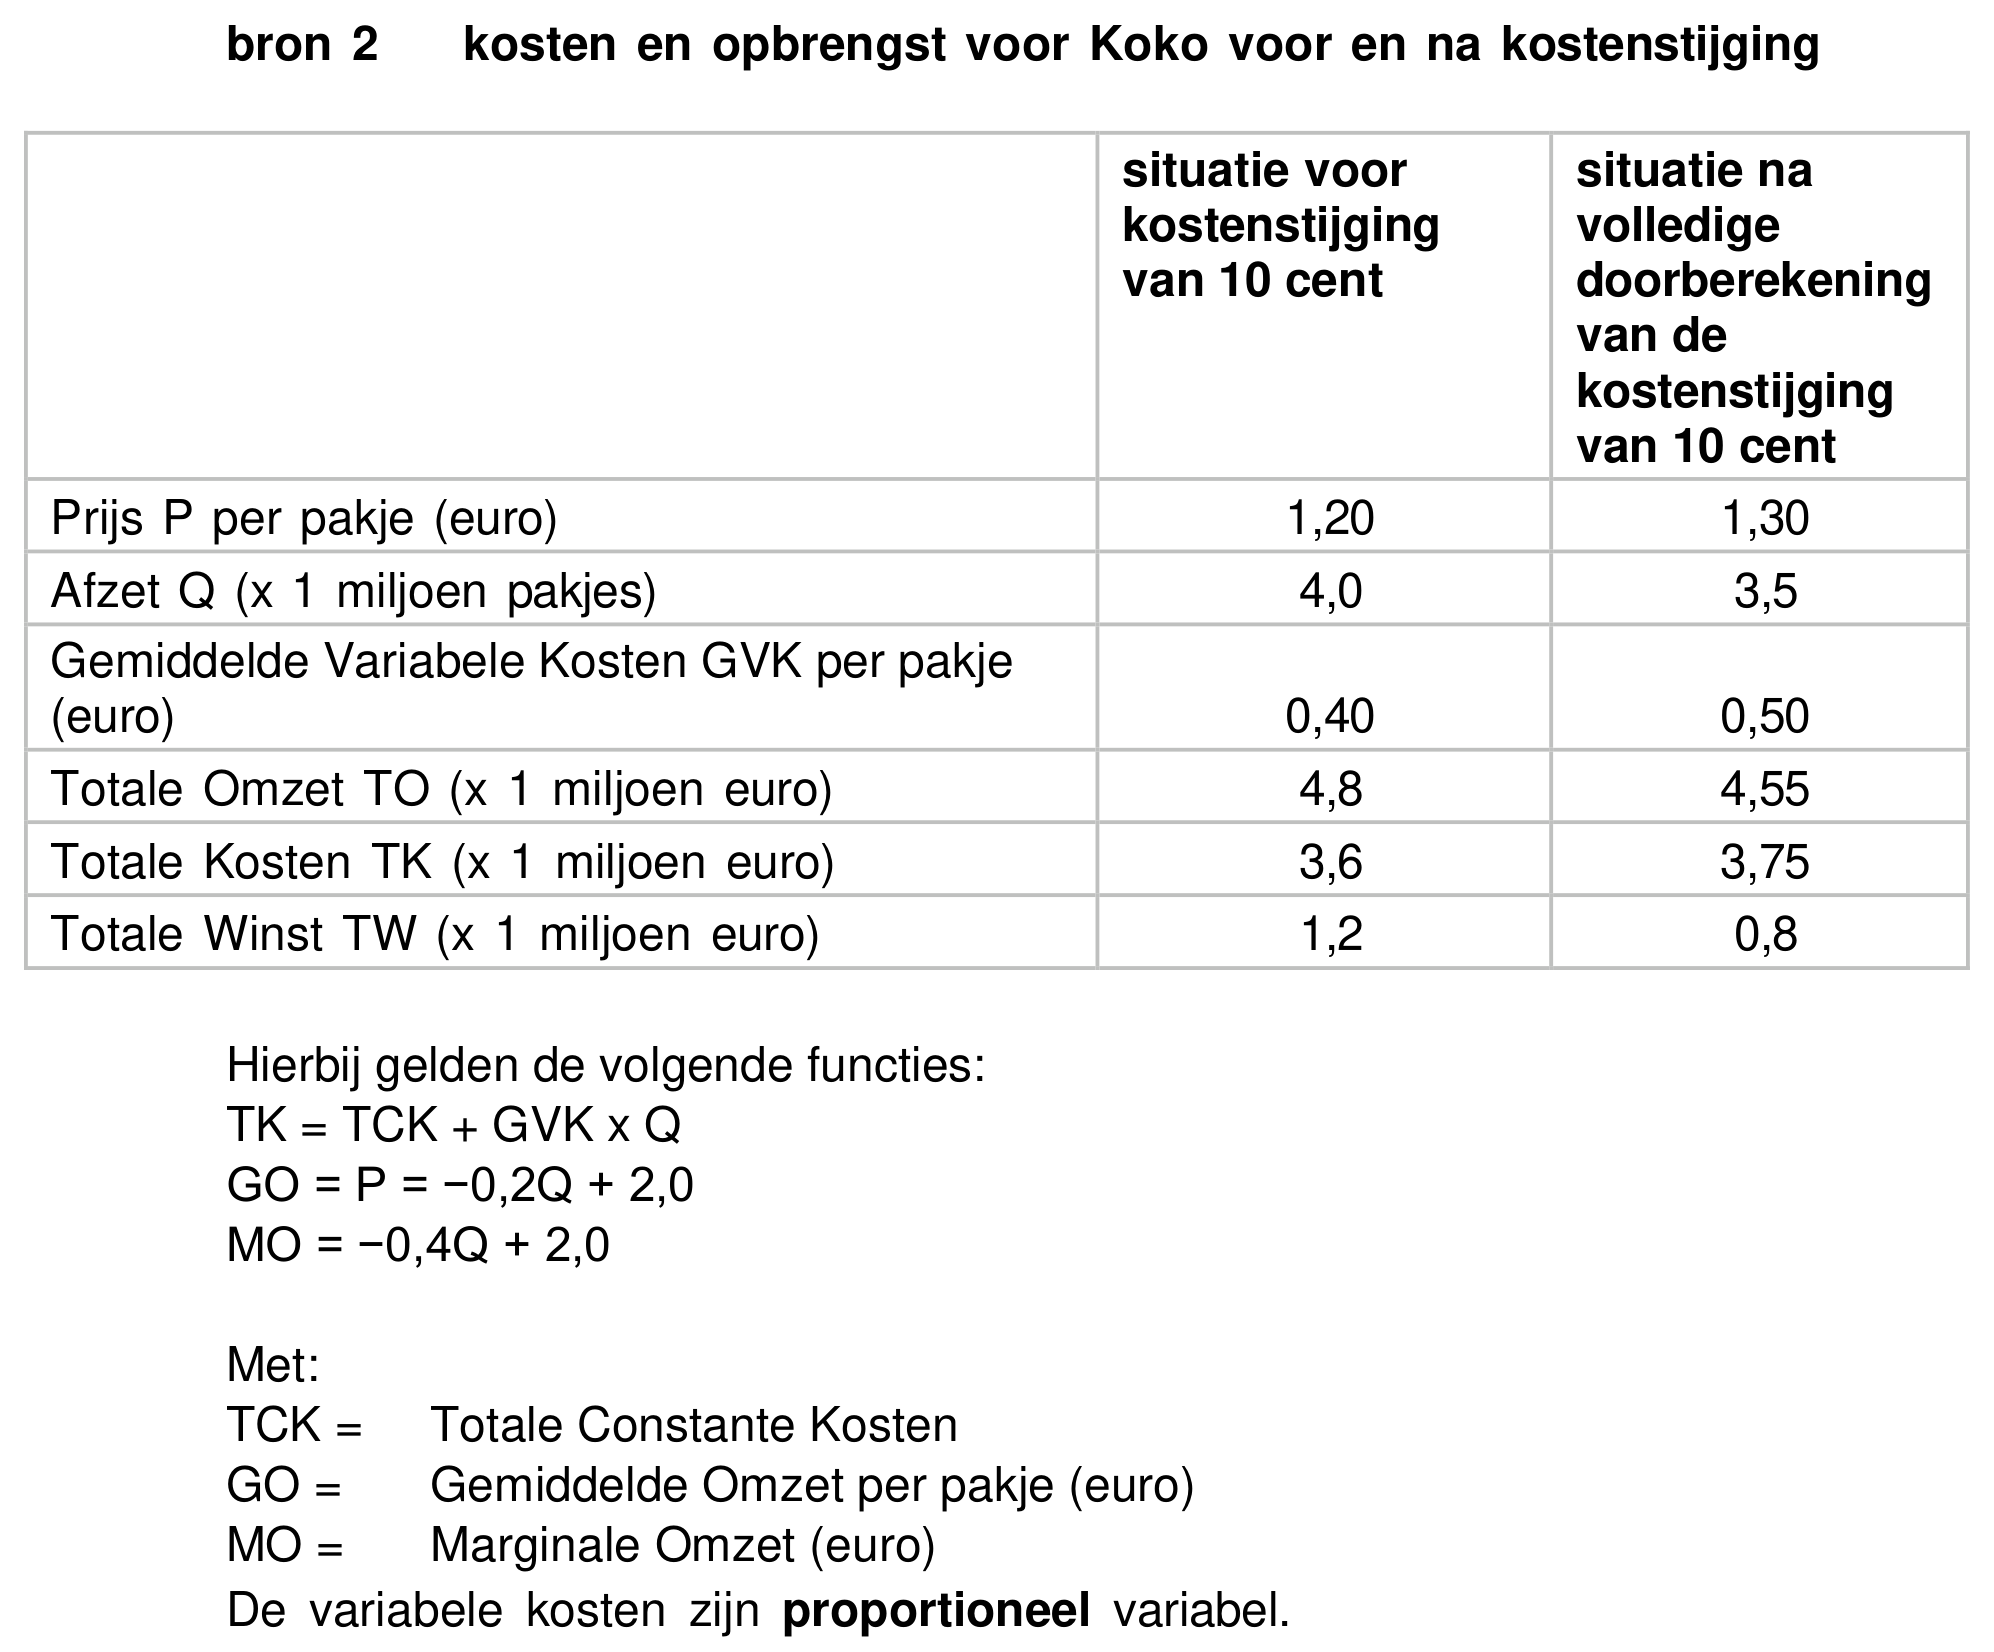 bron 2 kosten en opbrengst voor Koko voor en na kostenstijging
situatie voor
kostenstijging
van 10 cent
situatie na
volledige
doorberekening
van de
kostenstijging
van 10 cent
Prijs P per pakje (euro) 1,20 1,30
Afzet Q (x 1 miljoen pakjes) 4,0 3,5
Gemiddelde Variabele Kosten GVK per pakje
(euro) 0,40 0,50
Totale Omzet TO (x 1 miljoen euro) 4,8 4,55
Totale Kosten TK (x 1 miljoen euro) 3,6 3,75
Totale Winst TW (x 1 miljoen euro) 1,2 0,8
Hierbij gelden de volgende functies:
TK = TCK + GVK x Q
GO = P = −0,2Q + 2,0
MO = −0,4Q + 2,0
Met:
TCK = Totale Constante Kosten
GO = Gemiddelde Omzet per pakje (euro)
MO = Marginale Omzet (euro)
De variabele kosten zijn proportioneel variabel.